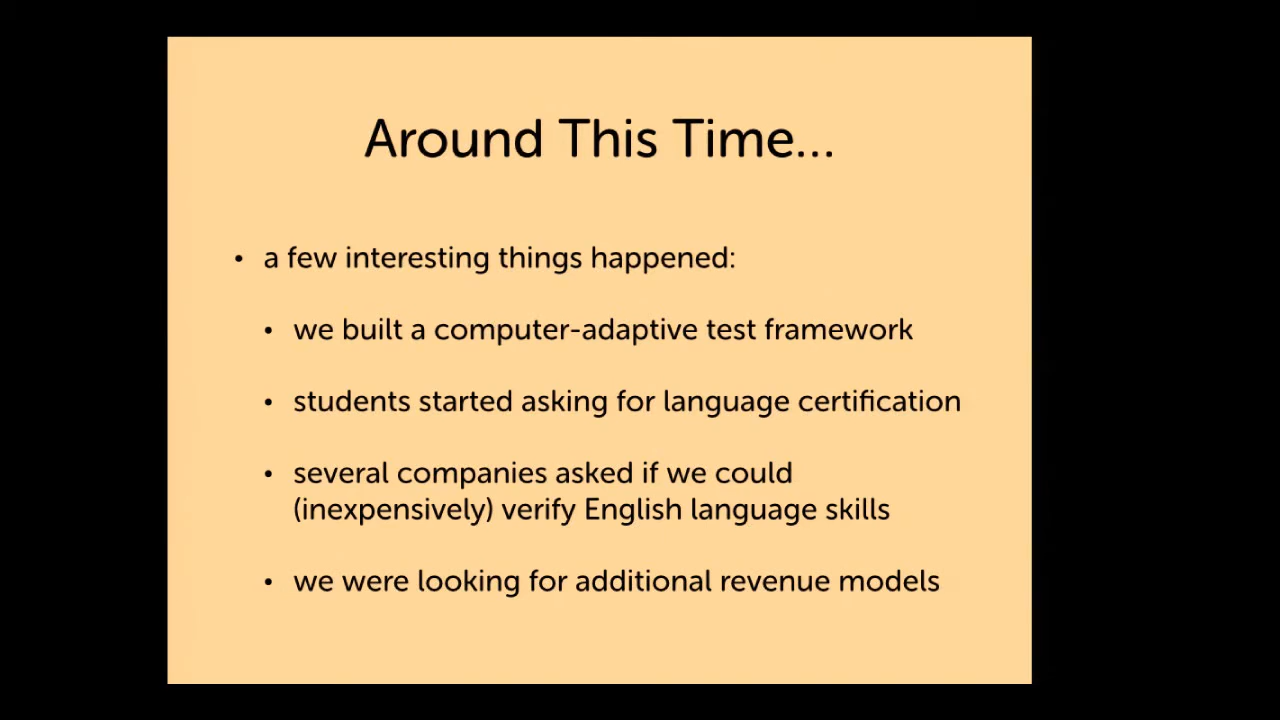 Around This Time...
• a few interesting things happened:
• we built a computer-adaptive test framework
• students started asking for language certification
• several companies asked if we could
(inexpensively) verify English language skills
• we were looking for additional revenue models